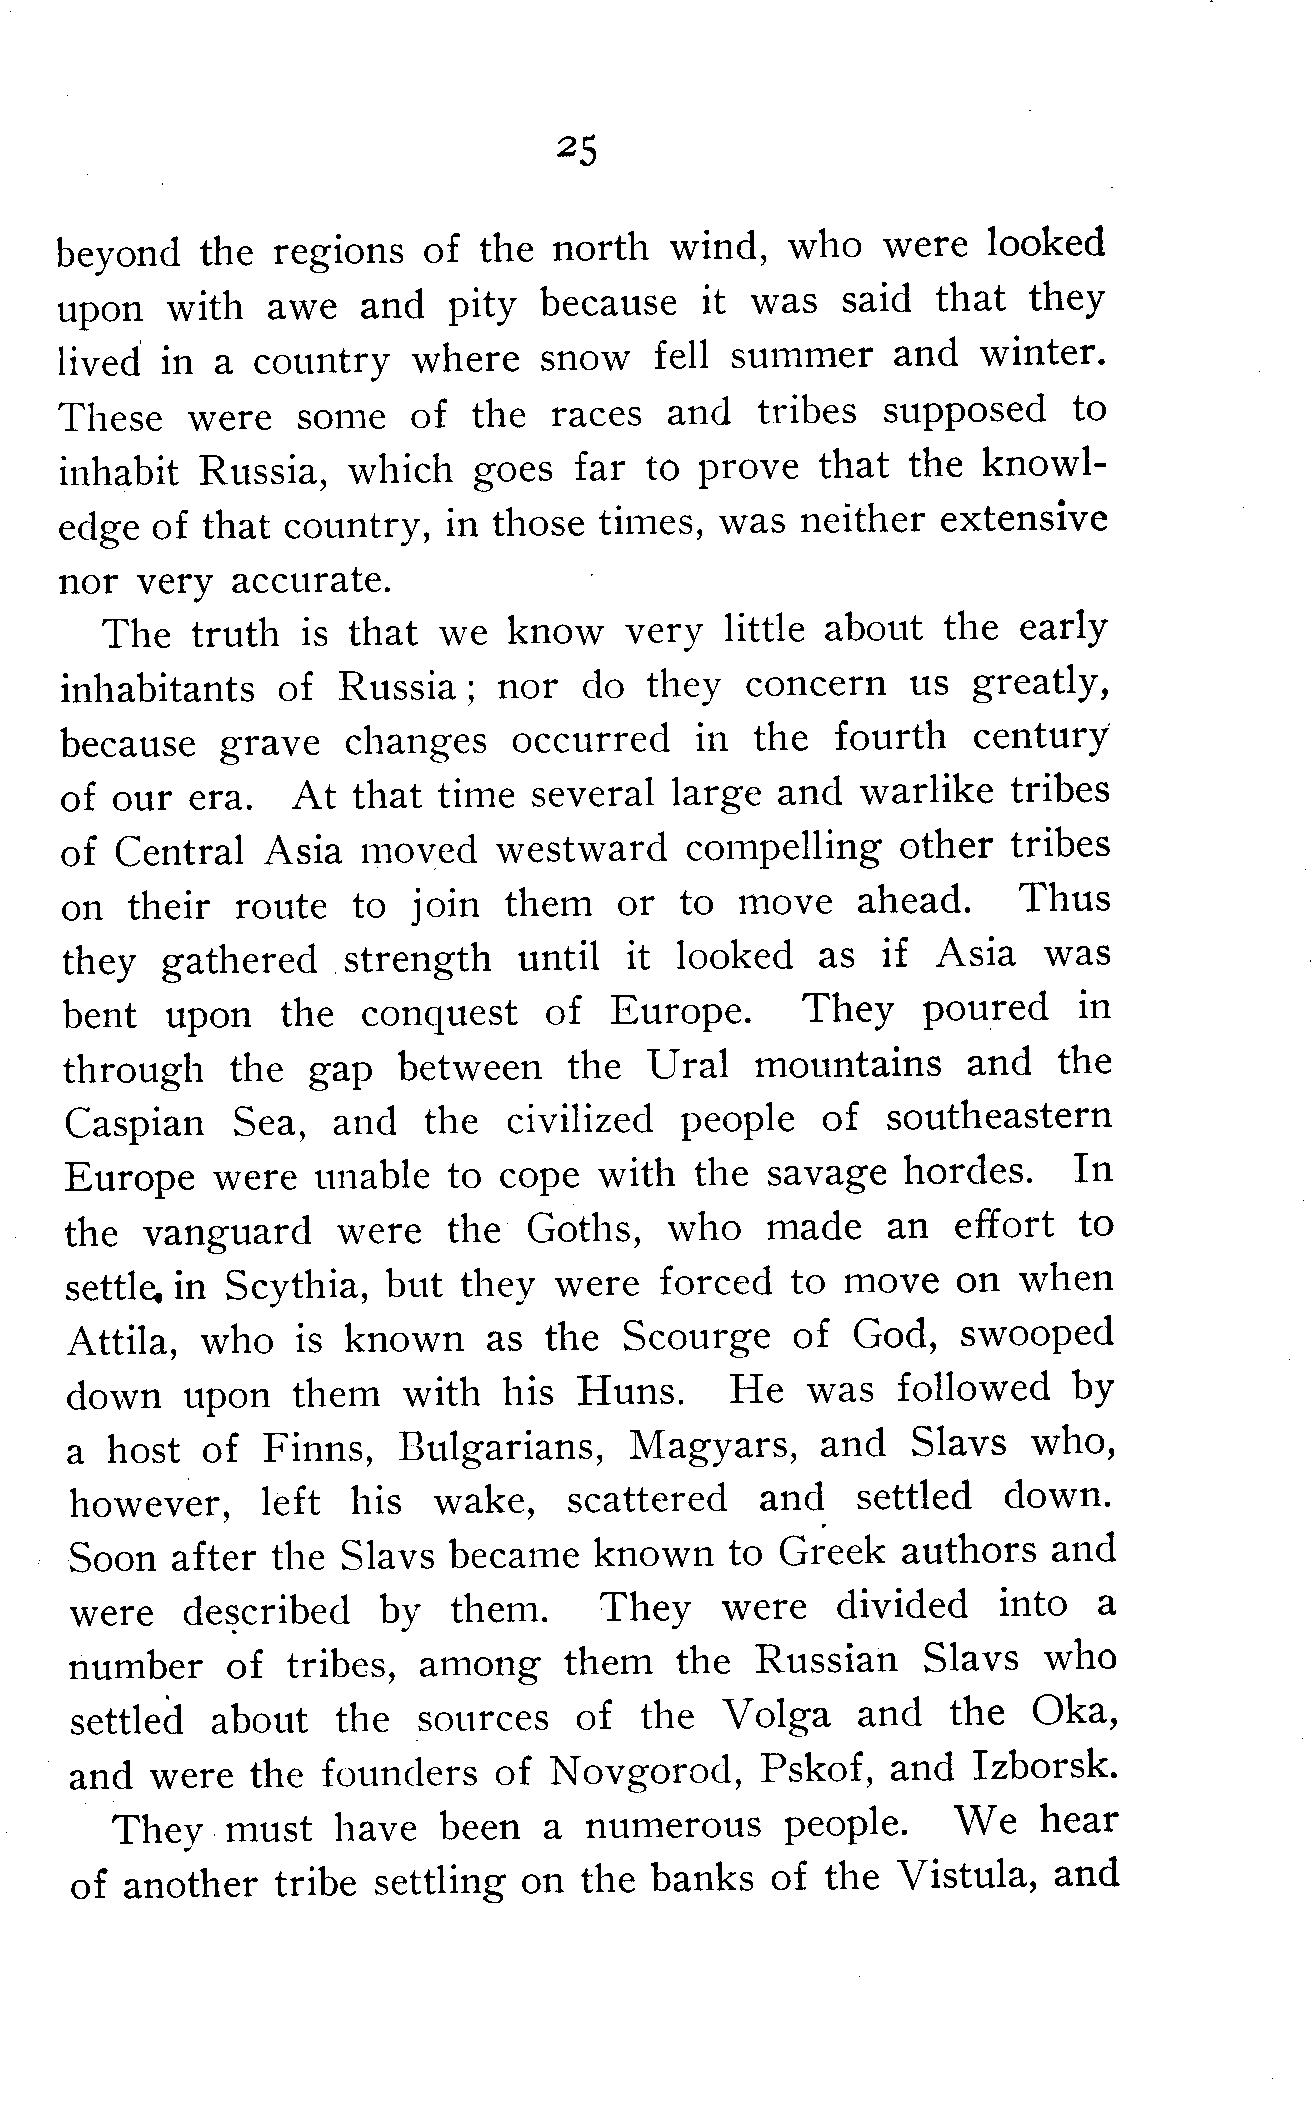 25
beyond the regions of the north wind, who were looked
upon with awe and pity because it was said that they
lived in a country where snow fell summer and winter.
These were some of the races and tribes supposed to
inhabit Russia, which goes far to prove that the knowl-
edge of that country, in those times, was neither extensive
nor very accurate.
The truth is that we know very little about the early
inhabitants of Russia; nor do they concern us greatly,
because grave changes occurred in the fourth century
of our era. At that time several large and warlike tribes
of Central Asia moved westward compelling other tribes
on their route to join them or to move ahead. Thus
they gathered strength until it looked as if Asia was
bent upon the conquest of Europe. They poured in
through the gap between the Ural mountains and the
Caspian Sea, and the civilized people of southeastern
Europe were unable to cope with the savage hordes. In
the vanguard were the Goths, who made an effort to
settle, in Scythia, but they were forced to move on when
Attila, who is known as the Scourge of God, swooped
down upon them with his Huns. He was followed by
a host of Finns, Bulgarians, Magyars, and Slavs who,
however, left his wake, scattered and settled down.
Soon after the Slavs became known to Greek authors and
were described by them. They were divided into a
number of tribes, among them the Russian Slavs who
settled about the sources of the Volga and the Oka,
and were the founders of Novgorod, Pskof, and Izborsk.
They must have been a numerous people. We hear
of another tribe settling on the banks of the Vistula, and